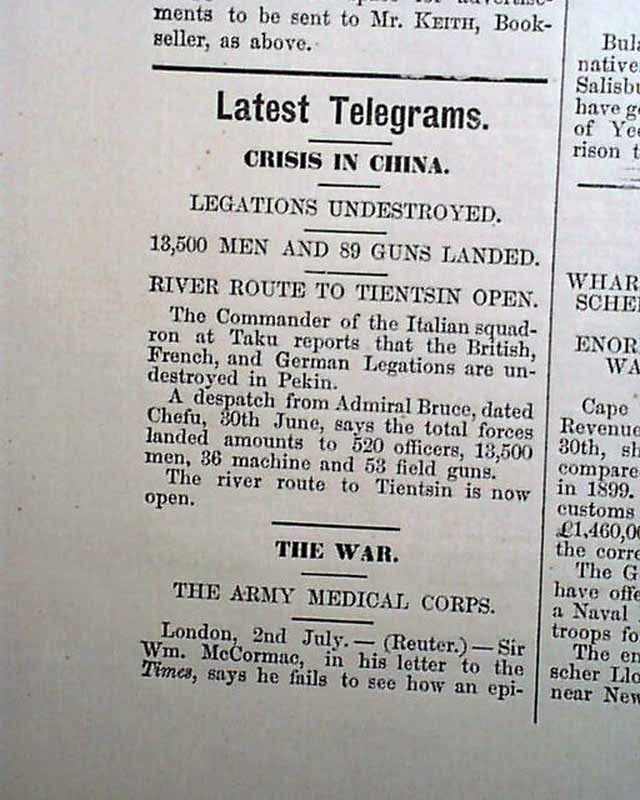 ments to be sent to Mr. KEITH, Book-
seller, as above.
Latest Telegrams.
CRISIS IN CHINA.
LEGATIONS UNDESTROYED.
13,500 MEN AND 89 GUNS LANDED.
RIVER ROUTE TO TIENTSIN OPEN.
The Commander of the Italian squad-
ron at Taku reports that the British,
French, and German Legations are un-
destroyed in Pekin.
A despatch from Admiral Bruce, dated
Chefu, 30th June, says the total forces
landed amounts to 520 officers, 13,500
men, 36 machine and 53 field guns.
The river route to Tientsin is now
open.
THE WAR.
THE ARMY MEDICAL CORPS.
London, 2nd July. — (Reuter.) — Sir
Wm. McCormac, in his letter to the
Times, says he fails to see how an epi-
native
have g
of Ye
rison t
WHAR
SCHE
ENOR
WA
Cape
Revenue
30th, sh
compare
in 1899.
customs
£1,460,00
the corre
The G
have offe
a Naval
troops fo
The en
scher Llo
near New